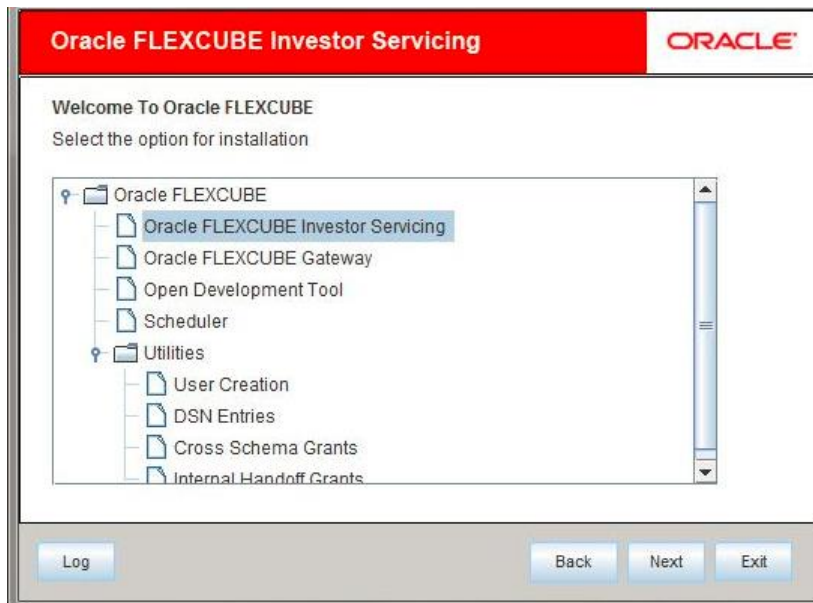 Oracle FLEXCUBE Investor Servicing
ORACLE
Welcome To Oracle FLEXCUBE
Select the option for installation
Oracle FLEXCUBE
Oracle FLEXCUBE Investor Servicing
Oracle FLEXCUBE Gateway
Open Development Tool
Scheduler
Utilities
User Creation
DSN Entries
Cross Schema Grants
Internal Handoff Grants
Log
Back
Next
Exit